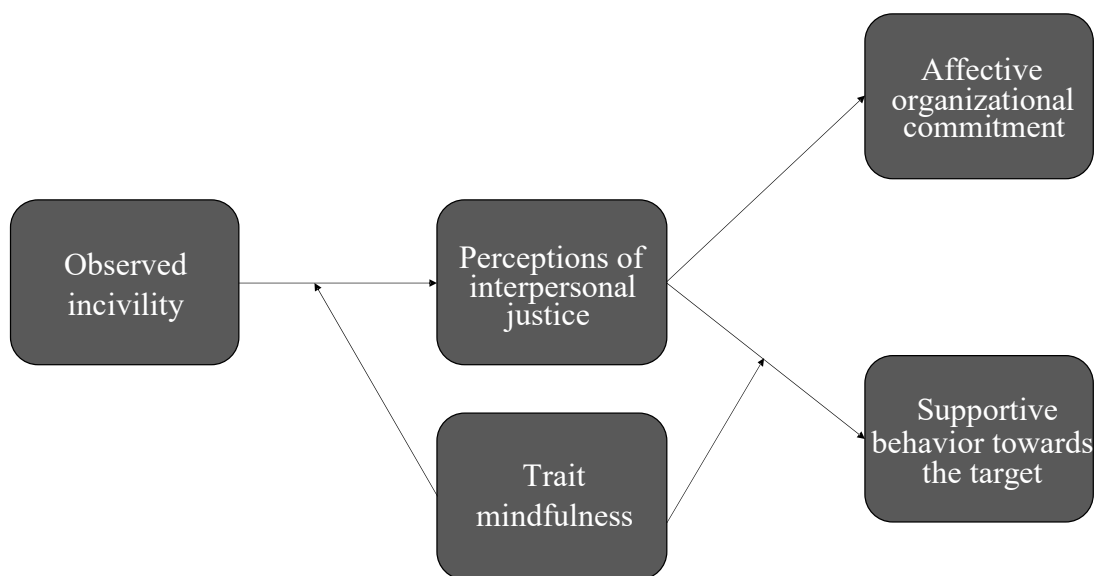 Affective
organizational
commitment
Observed
incivility
Perceptions of
interpersonal
justice
Trait
mindfulness
Supportive
behavior towards
the target